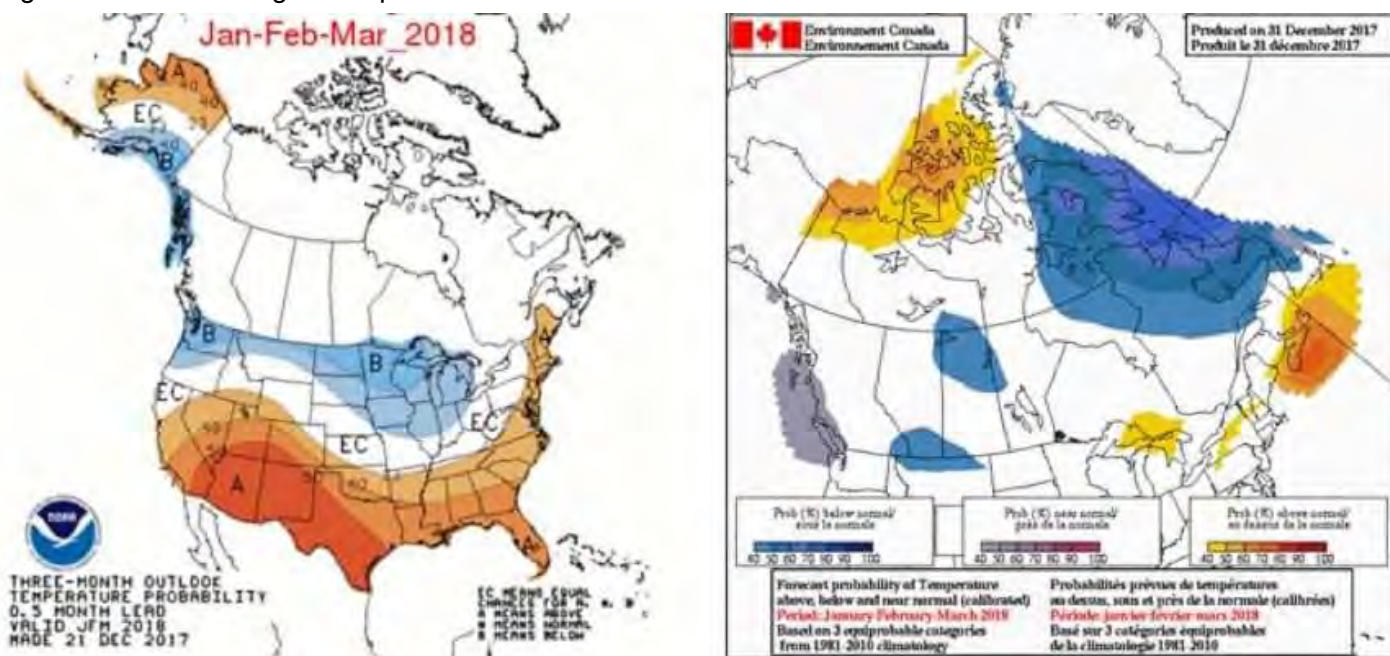 Jan-Feb-Mar_2018
A
EC
B
B
B
A
EC
EC
EC
A
A
NOAA
THREE-MONTH OUTLOOK
TEMPERATURE PROBABILITY
0.5 MONTH LEAD
VALID JFM 2018
MADE 21 DEC 2017
EC MEANS EQUAL
CHANCES FOR A, N, B
A MEANS ABOVE
N MEANS NORMAL
B MEANS BELOW
Environment Canada
Environnement Canada
Produced on 31 December 2017
Produit le 31 décembre 2017
Prob (%) below normal/
sous la normale
40 50 60 70 80 90 100
Prob (%) near normal/
près de la normale
40 50 60 70 80 90 100
Prob (%) above normal/
au dessus de la normale
40 50 60 70 80 90 100
Forecast probability of Temperature
above, below and near normal (calibrated)
Period: January-February-March 2018
Based on 3 equiprobable categories
from 1981-2010 climatology
Probabilités prévues de températures
au dessus, sous et près de la normale (calibrées)
Période: janvier-février-mars 2018
Basé sur 3 catégories équiprobables
de la climatologie 1981-2010